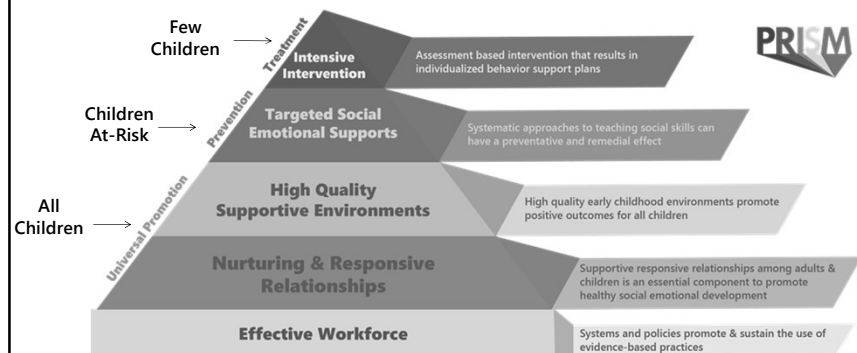 Few
Children
Treatment
Intensive
Intervention
Assessment based intervention that results in
individualized behavior support plans
PRISM
Children
At-Risk
Prevention
Targeted Social
Emotional Supports
Systematic approaches to teaching social skills can
have a preventative and remedial effect
All
Children
Universal Promotion
High Quality
Supportive Environments
High quality early childhood environments promote
positive outcomes for all children
Nurturing & Responsive
Relationships
Supportive responsive relationships among adults &
children is an essential component to promote
healthy social emotional development
Effective Workforce
Systems and policies promote & sustain the use of
evidence-based practices